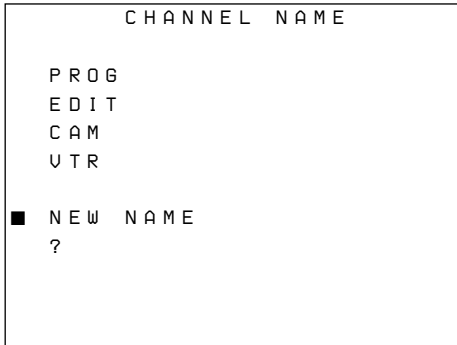 CHANNEL NAME
PROG
EDIT
CAM
VTR
■ NEW NAME
?